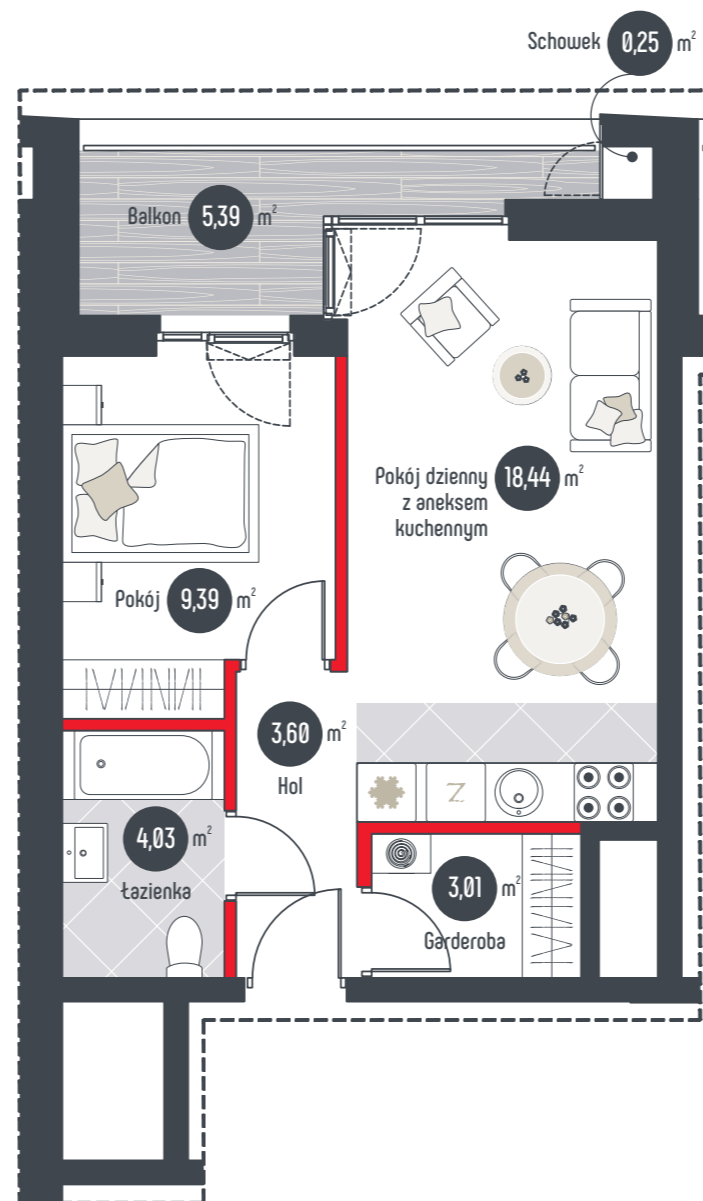 Schowek 0,25 m²
Balkon 5,39 m²
Pokój dzienny 18,44 m²
z aneksem
kuchennym
Pokój 9,39 m²
3,60 m²
Hol
Z
4,03 m²
Łazienka
3,01 m²
Garderoba